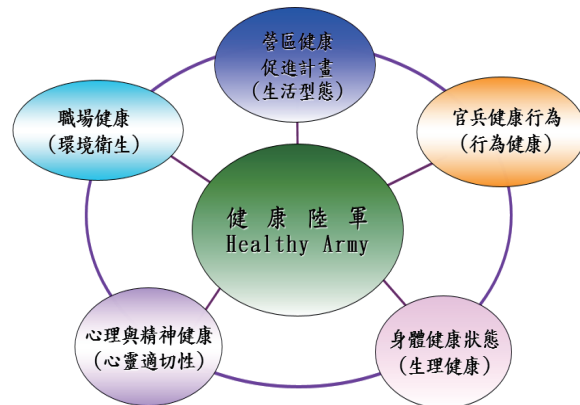 營區健康
促進計畫
(生活型態)
職場健康
(環境衛生)
官兵健康行為
(行為健康)
健康陸軍
Healthy Army
心理與精神健康
(心靈適切性)
身體健康狀態
(生理健康)